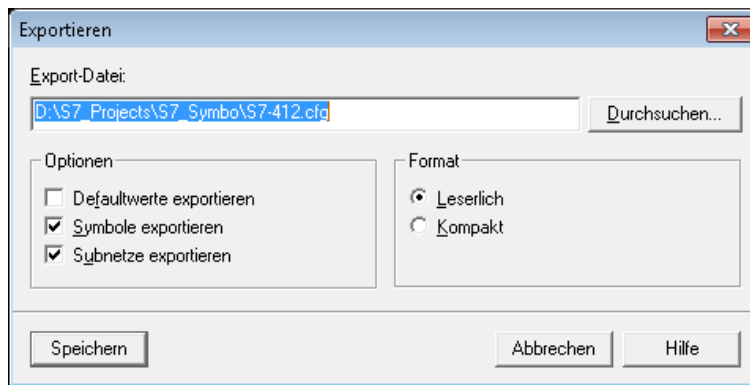 Exportieren
Export-Datei:
D:\S7_Projects\S7_Symbo\S7-412.cfg
Durchsuchen...
Optionen
Defaultwerte exportieren
Symbole exportieren
Subnetze exportieren
Format
Leserlich
Kompakt
Speichern
Abbrechen
Hilfe